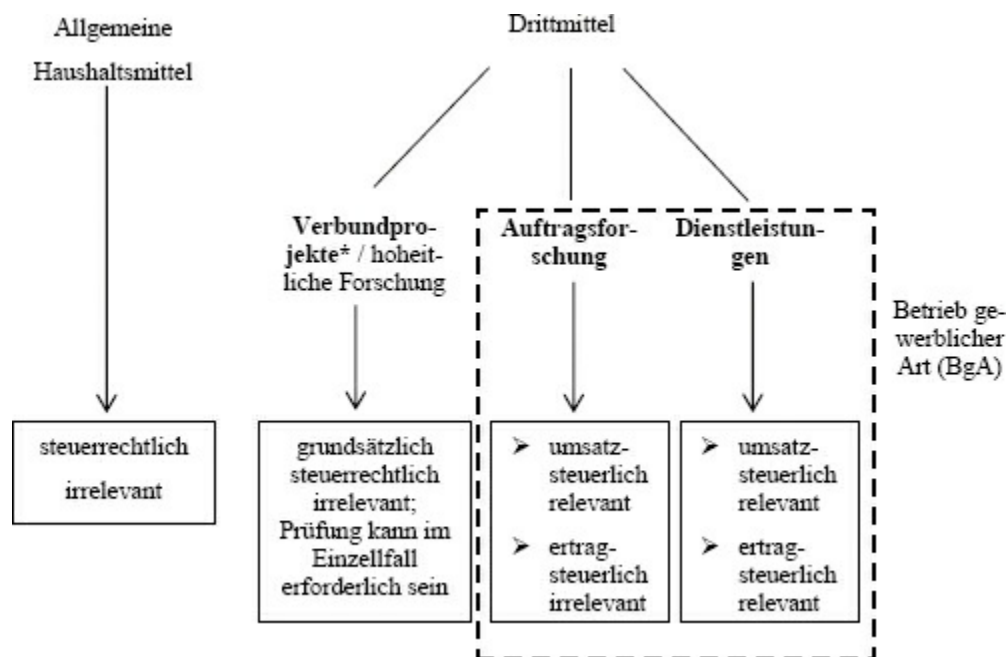 Allgemeine
Haushaltsmittel
Drittmittel
Verbundpro-
jekte* / hoheit-
liche Forschung
Auftragsfor-
schung
Dienstleistun-
gen
Betrieb ge-
werblicher
Art (BgA)
steuerrechtlich
irrelevant
grundsätzlich
steuerrechtlich
irrelevant;
Prüfung kann im
Einzellfall
erforderlich sein
umsatz-
steuerlich
relevant
ertrag-
steuerlich
irrelevant
umsatz-
steuerlich
relevant
ertrag-
steuerlich
relevant